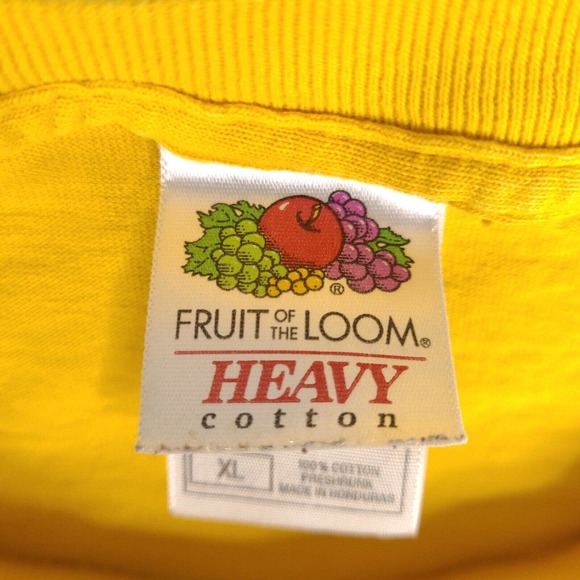 ®
FRUIT OF THE LOOM®
HEAVY
cotton
XL
100% COTTON
PRESHRUNK
MADE IN HONDURAS